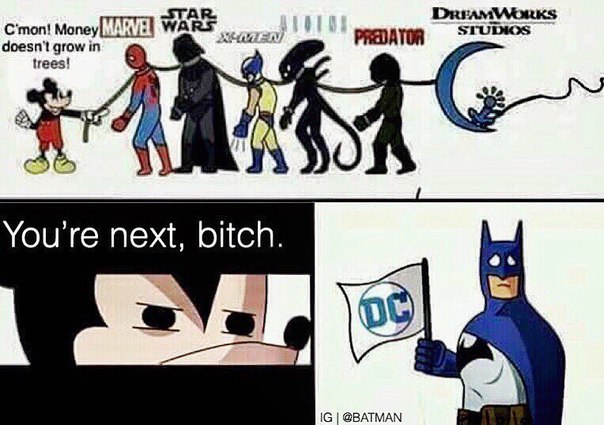 C'mon! Money
doesn't grow in
trees!
MARVEL
STAR
WARS
X-MEN
ALIENS
PREDATOR
DREAMWORKS
STUDIOS
You're next, bitch.
DC
IG | @BATMAN